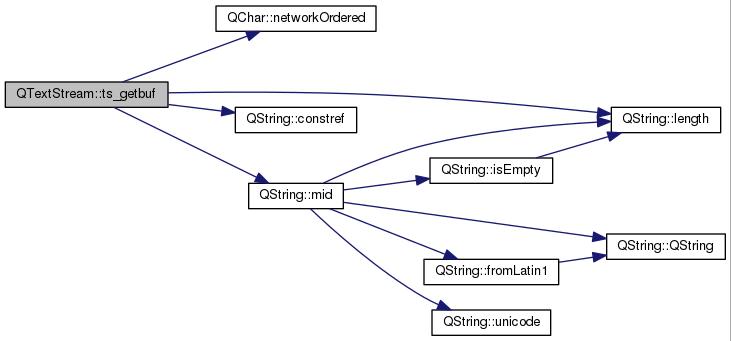 QChar::networkOrdered
QTextStream::ts_getbuf
QString::constref
QString::length
QString::isEmpty
QString::mid
QString::QString
QString::fromLatin1
QString::unicode